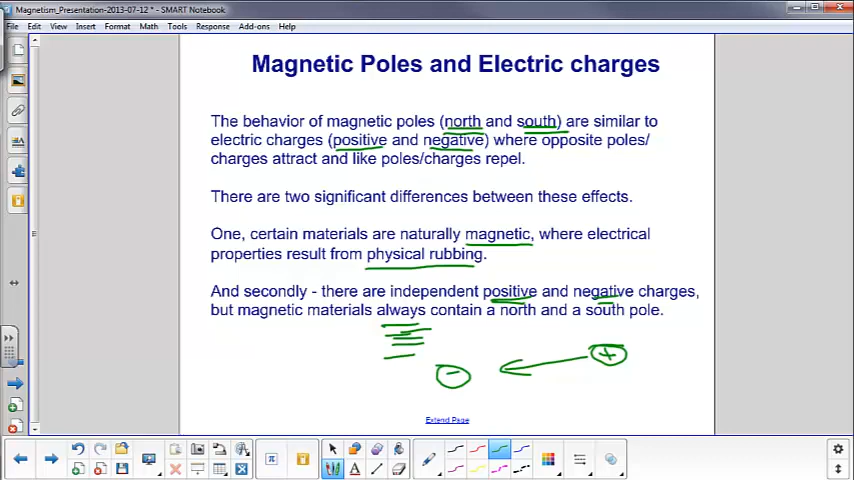 Magnetism_Presentation-2013-07-12 * - SMART Notebook
File Edit View Insert Format Math Tools Response Add-ons Help
Magnetic Poles and Electric charges
The behavior of magnetic poles (north and south) are similar to
electric charges (positive and negative) where opposite poles/
charges attract and like poles/charges repel.
There are two significant differences between these effects.
One, certain materials are naturally magnetic, where electrical
properties result from physical rubbing.
And secondly - there are independent positive and negative charges,
but magnetic materials always contain a north and a south pole.
+
-
Extend Page